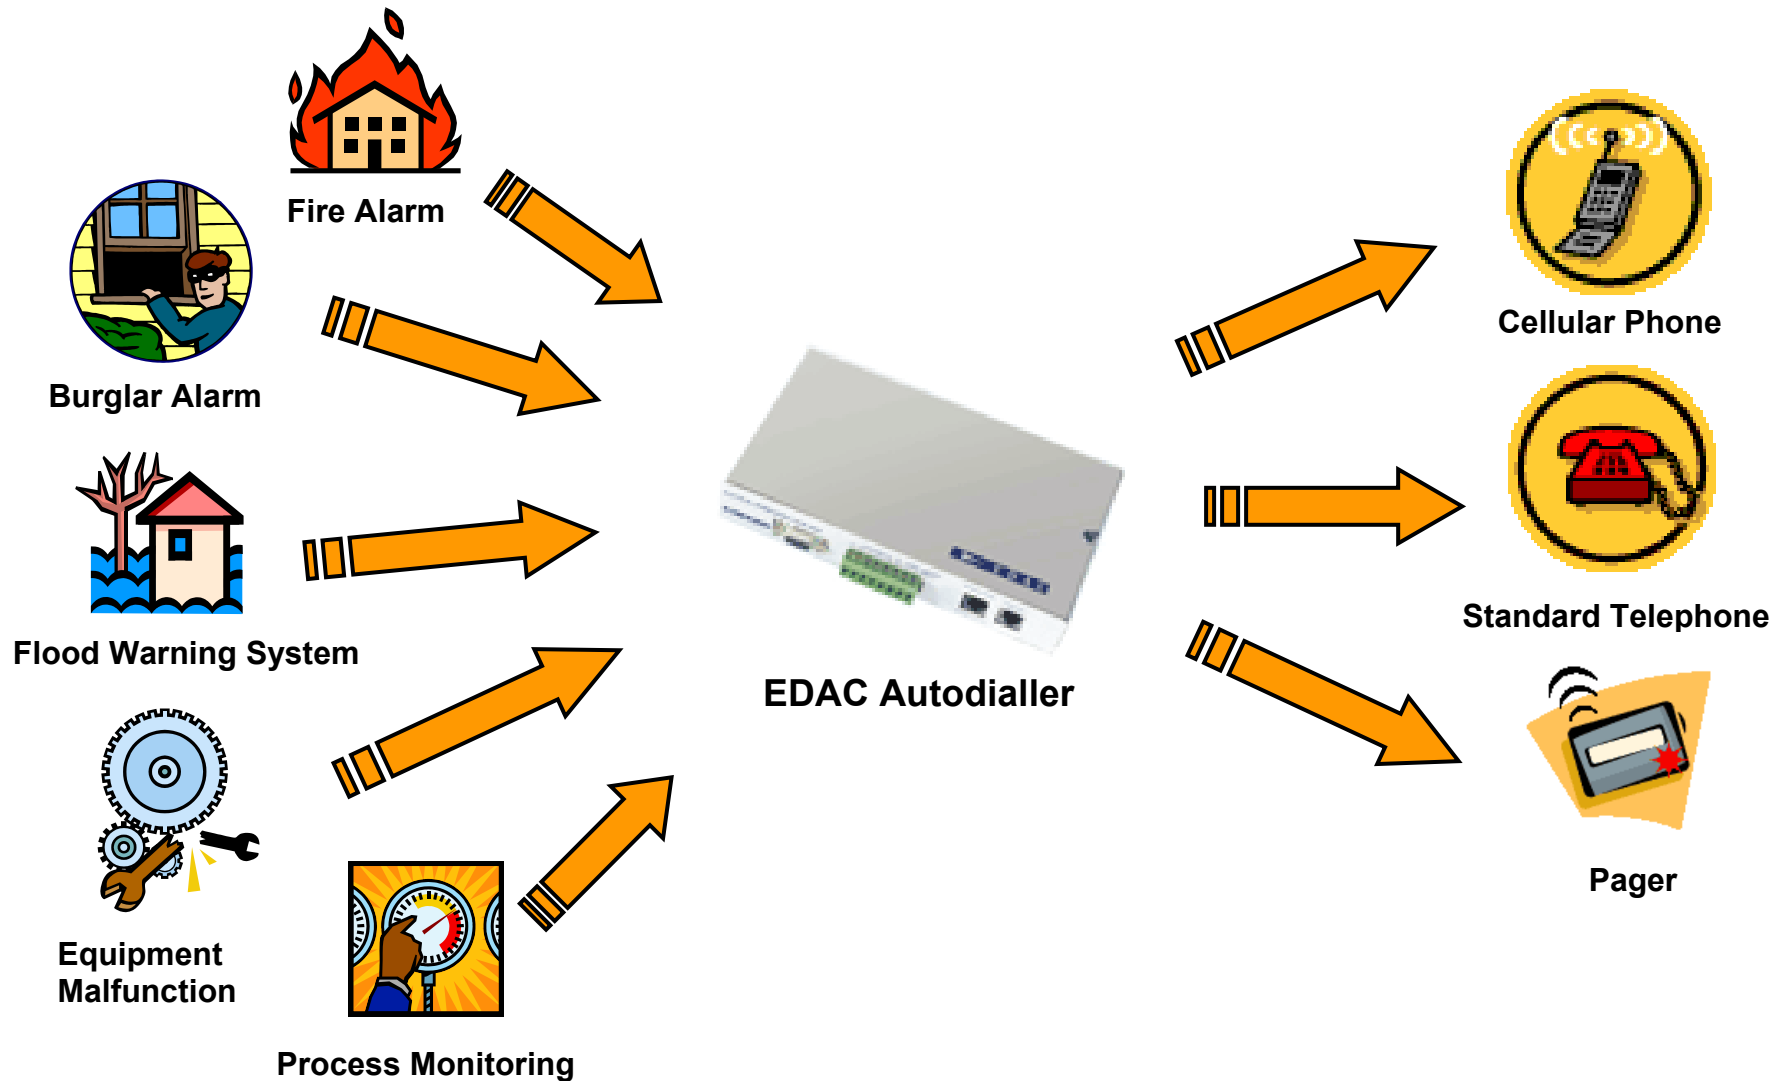 Fire Alarm
Burglar Alarm
Flood Warning System
Equipment
Malfunction
Process Monitoring
EDAC Autodialler
Cellular Phone
Standard Telephone
Pager